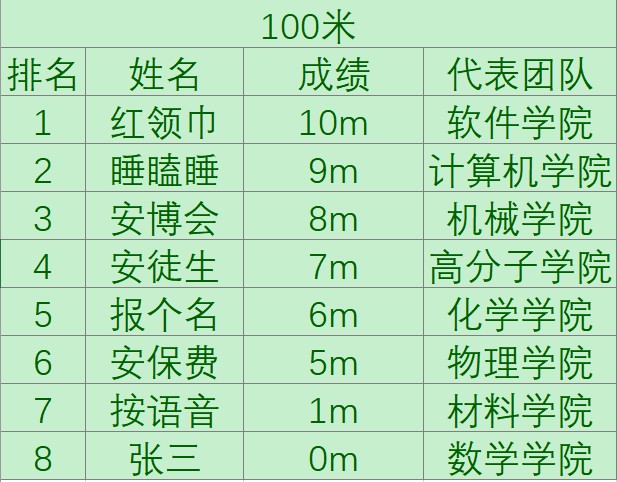 100米
排名 姓名 成绩 代表团队
1 红领巾 10m 软件学院
2 睡瞌睡 9m 计算机学院
3 安博会 8m 机械学院
4 安徒生 7m 高分子学院
5 报个名 6m 化学学院
6 安保费 5m 物理学院
7 按语音 1m 材料学院
8 张三 0m 数学学院